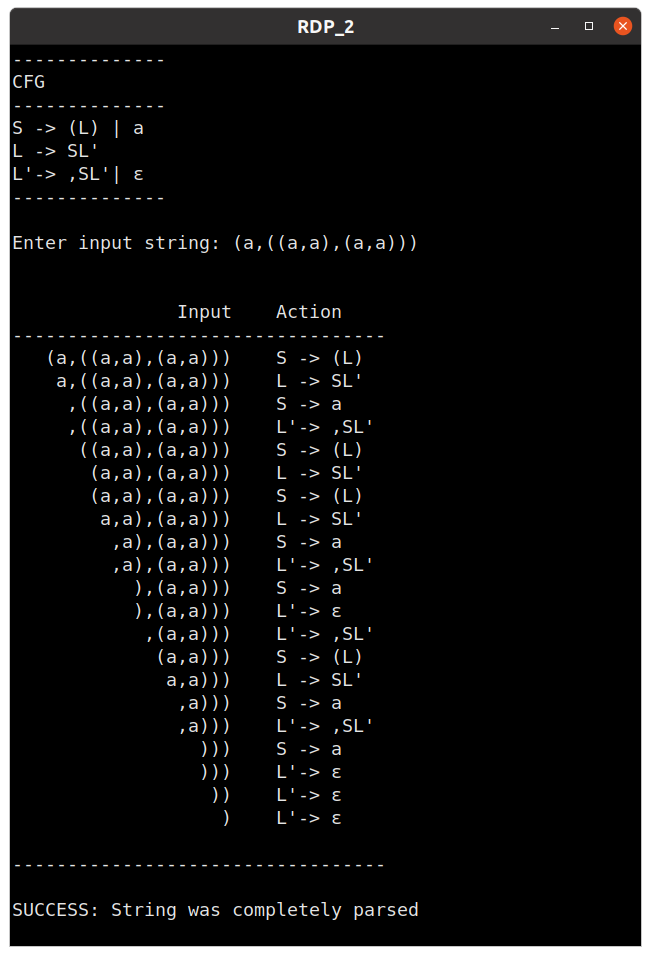 RDP_2
--------------
CFG
--------------
S -> (L) | a
L -> SL'
L'-> ,SL'| ε
--------------
Enter input string: (a,((a,a),(a,a)))
Input    Action
----------------------------------
(a,((a,a),(a,a)))    S -> (L)
a,((a,a),(a,a)))    L -> SL'
,((a,a),(a,a)))    S -> a
,((a,a),(a,a)))    L'-> ,SL'
((a,a),(a,a)))    S -> (L)
(a,a),(a,a)))    L -> SL'
(a,a),(a,a)))    S -> (L)
a,a),(a,a)))    L -> SL'
,a),(a,a)))    S -> a
,a),(a,a)))    L'-> ,SL'
),(a,a)))    S -> a
),(a,a)))    L'-> ε
,(a,a)))    L'-> ,SL'
(a,a)))    S -> (L)
a,a)))    L -> SL'
,a)))    S -> a
,a)))    L'-> ,SL'
)))    S -> a
)))    L'-> ε
))    L'-> ε
)    L'-> ε
----------------------------------
SUCCESS: String was completely parsed